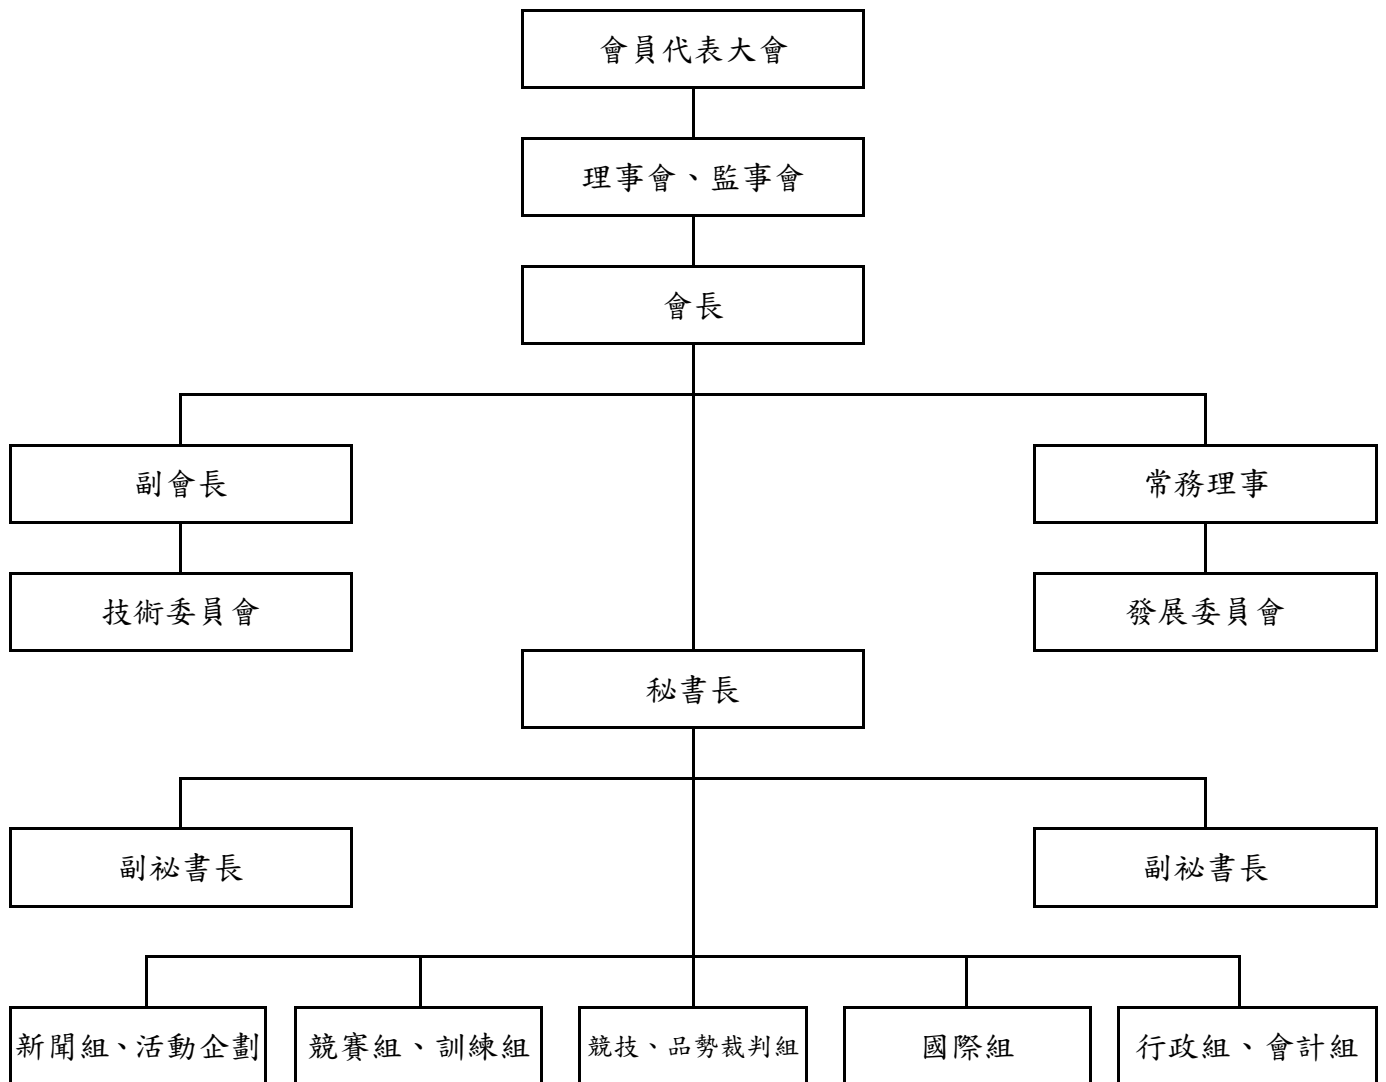 會員代表大會
理事會、監事會
會長
副會長
常務理事
技術委員會
發展委員會
秘書長
副祕書長
副祕書長
新聞組、活動企劃
競賽組、訓練組
競技、品勢裁判組
國際組
行政組、會計組